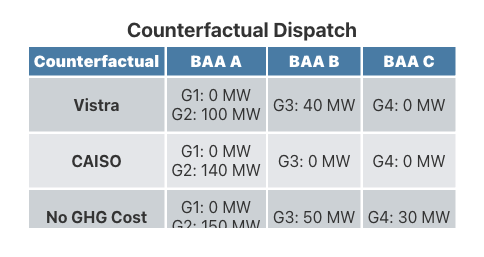 Counterfactual Dispatch
Counterfactual BAA A BAA B BAA C
Vistra G1: 0 MW G2: 100 MW G3: 40 MW G4: 0 MW
CAISO G1: 0 MW G2: 140 MW G3: 0 MW G4: 0 MW
No GHG Cost G1: 0 MW G2: 150 MW G3: 50 MW G4: 30 MW